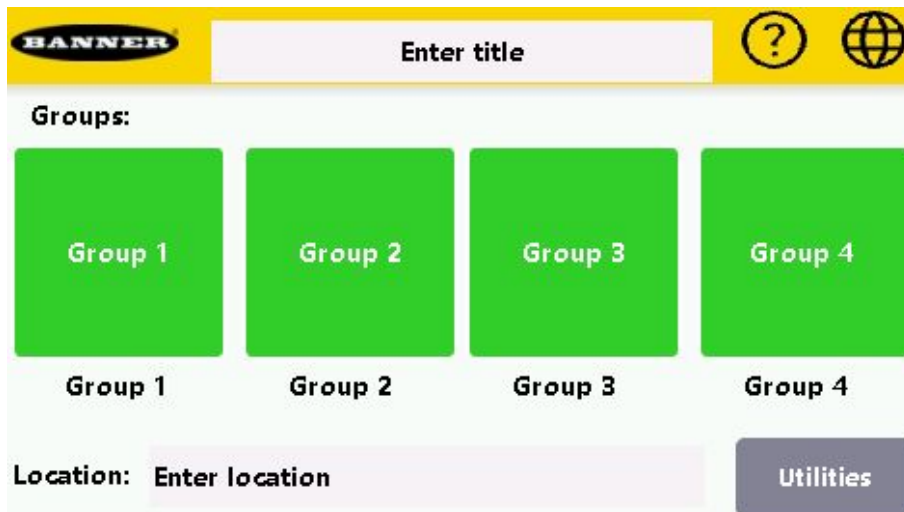 BANNER
Enter title
?
Groups:
Group 1 Group 2 Group 3 Group 4
Group 1 Group 2 Group 3 Group 4
Location: Enter location
Utilities